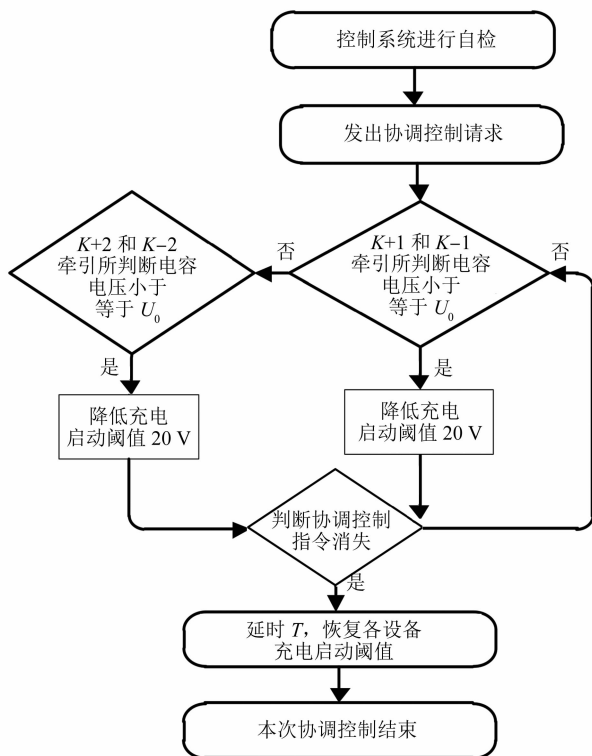 控制系统进行自检
发出协调控制请求
K+2 和 K−2
牵引所判断电容
电压小于
等于 U₀
否
K+1 和 K−1
牵引所判断电容
电压小于
等于 U₀
否
是
是
降低充电
启动阈值 20 V
降低充电
启动阈值 20 V
判断协调控制
指令消失
是
延时 T，恢复各设备
充电启动阈值
本次协调控制结束